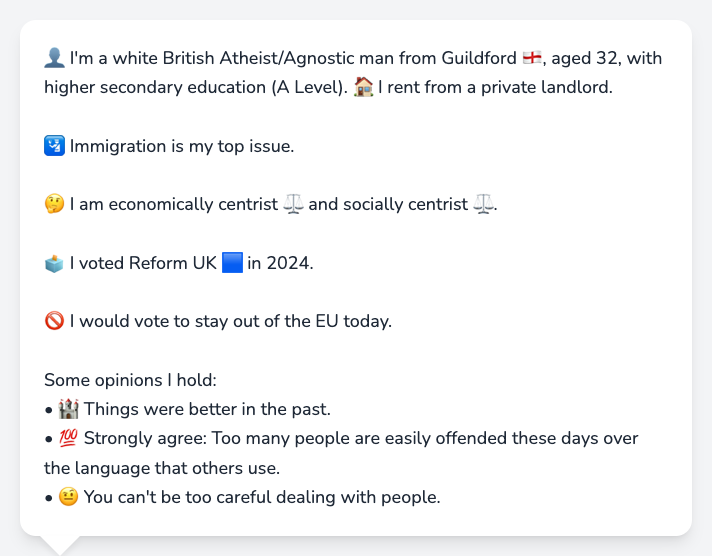 👤 I'm a white British Atheist/Agnostic man from Guildford 🏴󠁧󠁢󠁥󠁮󠁧󠁿, aged 32, with
higher secondary education (A Level). 🏠 I rent from a private landlord.
🛂 Immigration is my top issue.
🤔 I am economically centrist ⚖️ and socially centrist ⚖️.
🗳️ I voted Reform UK 🟦 in 2024.
🚫 I would vote to stay out of the EU today.
Some opinions I hold:
• 🏰 Things were better in the past.
• 💯 Strongly agree: Too many people are easily offended these days over
the language that others use.
• 🤨 You can't be too careful dealing with people.